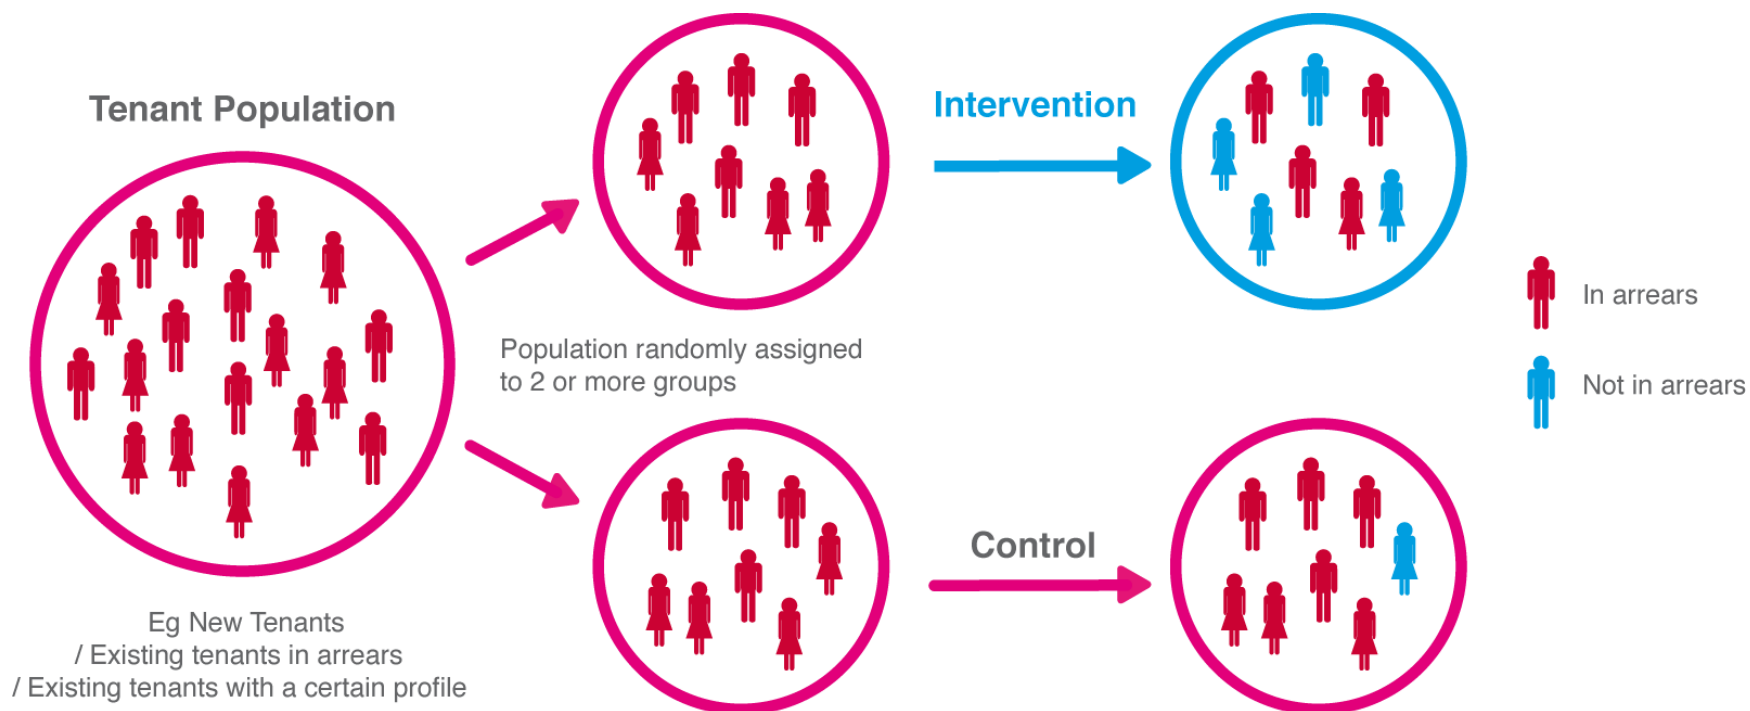 Tenant Population
Eg New Tenants
/ Existing tenants in arrears
/ Existing tenants with a certain profile
Population randomly assigned
to 2 or more groups
Intervention
Control
In arrears
Not in arrears